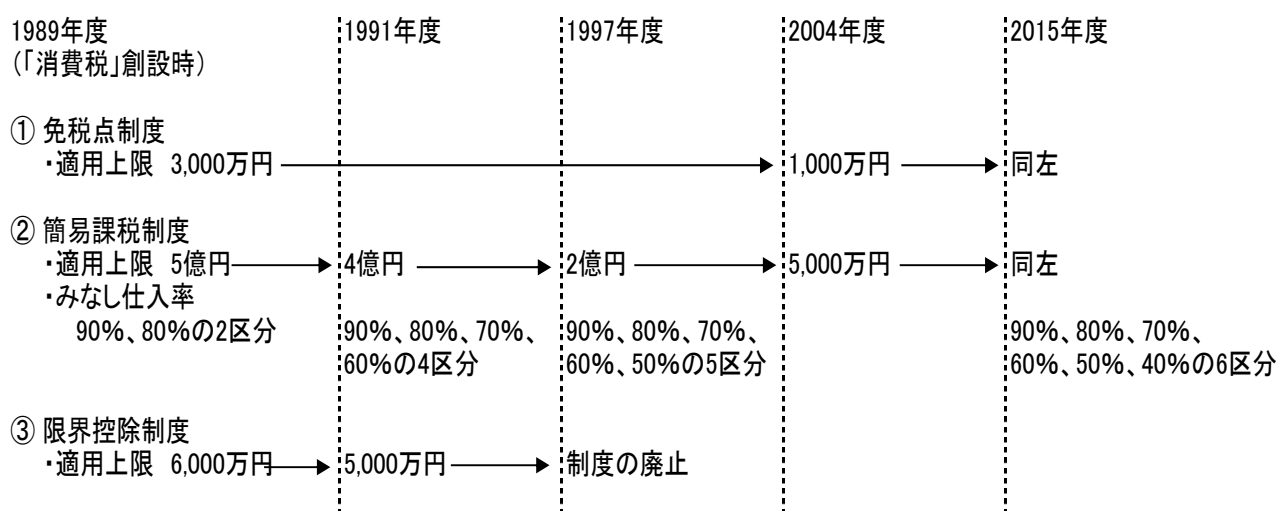 1989年度 1991年度 1997年度 2004年度 2015年度
(「消費税」創設時)
① 免税点制度
・適用上限 3,000万円 1,000万円 同左
② 簡易課税制度
・適用上限 5億円 4億円 2億円 5,000万円 同左
・みなし仕入率
90%、80%の2区分 90%、80%、70%、 90%、80%、70%、 90%、80%、70%、
60%の4区分 60%、50%の5区分 60%、50%、40%の6区分
③ 限界控除制度
・適用上限 6,000万円 5,000万円 制度の廃止